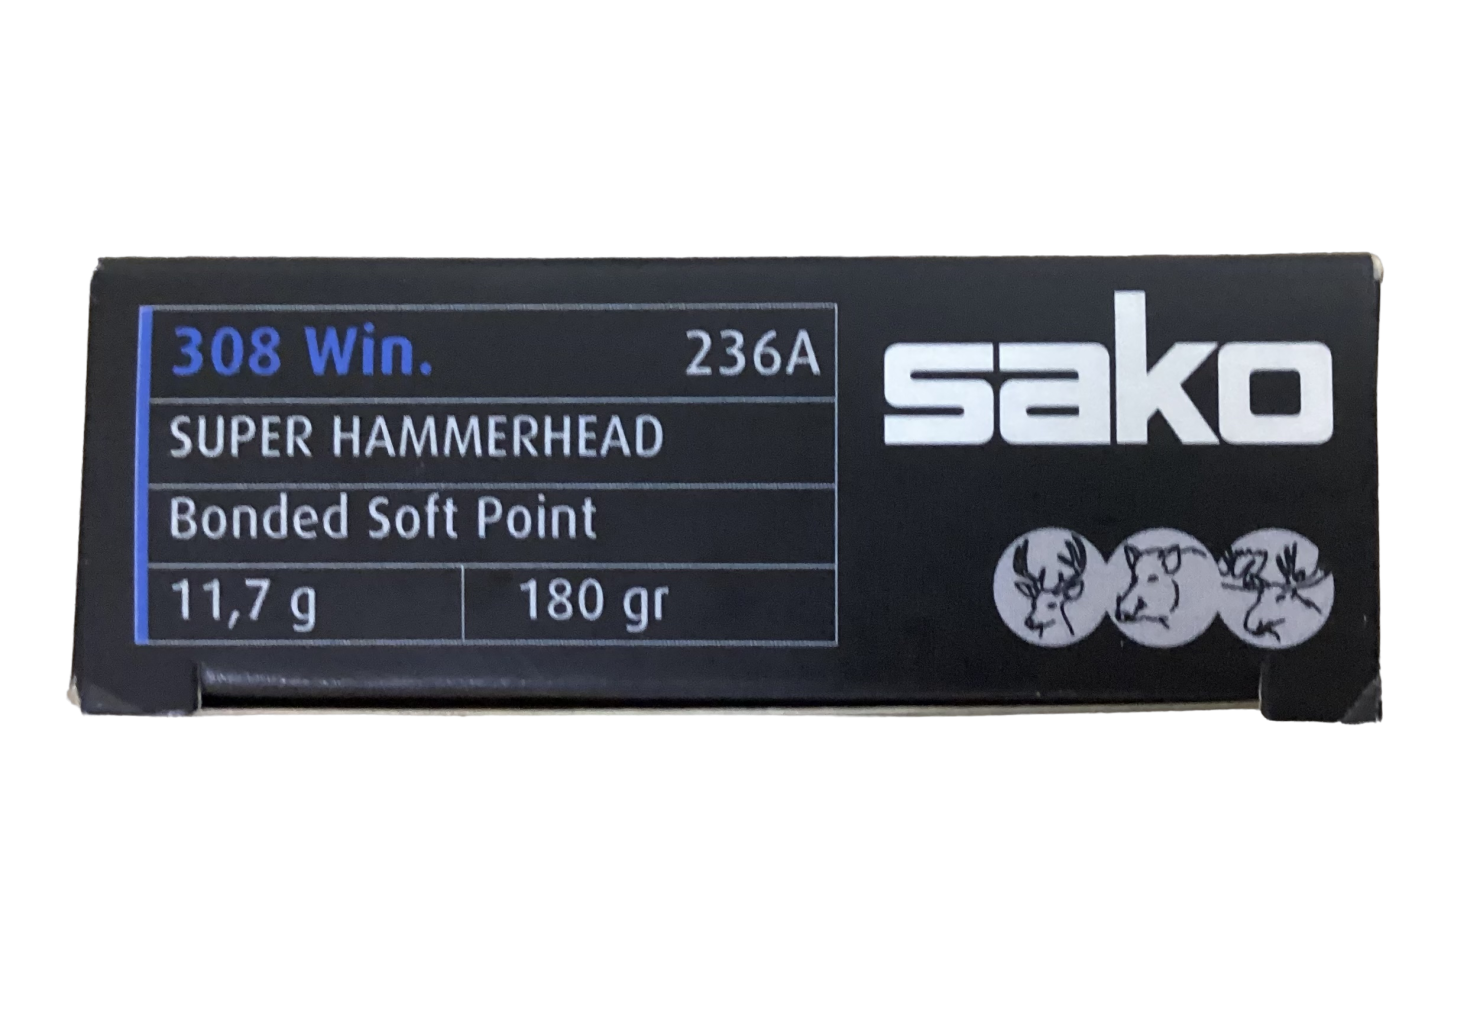 308 Win. 236A
SUPER HAMMERHEAD
Bonded Soft Point
11,7 g 180 gr
sako